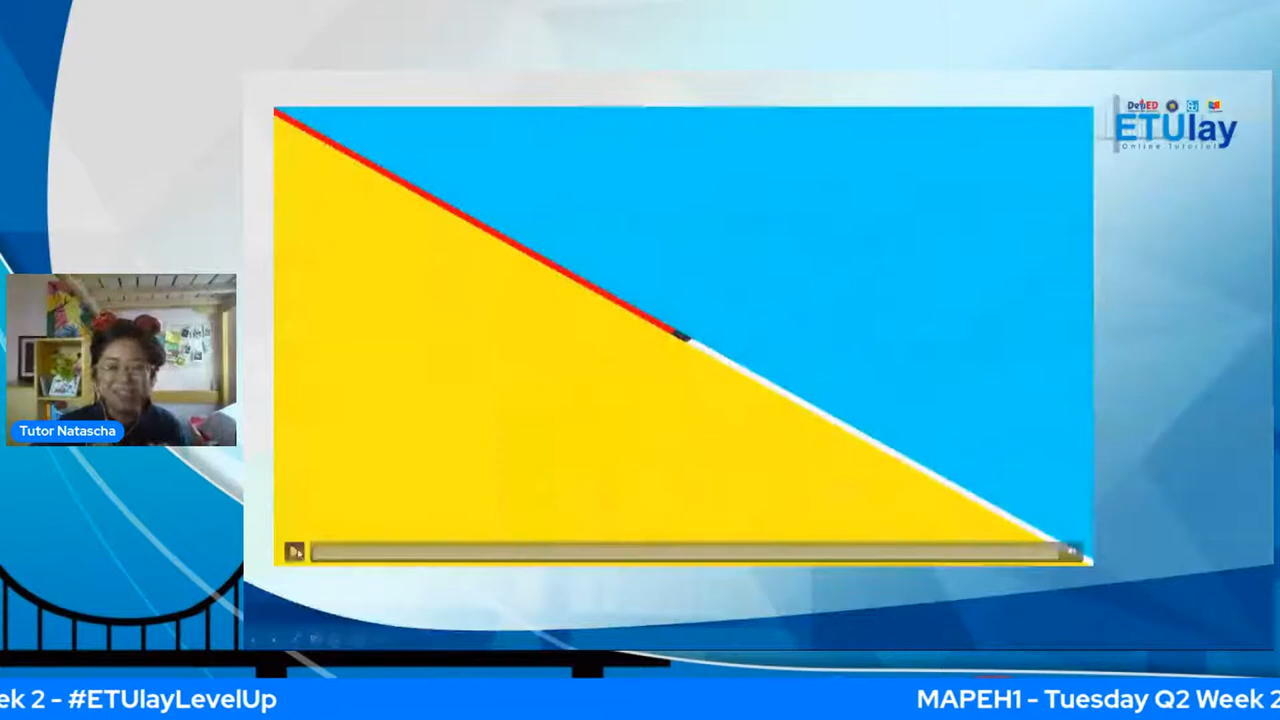 DepED
ETUlay
Online Tutorial
Tutor Natascha
ek 2 - #ETUlayLevelUp
MAPEH1 - Tuesday Q2 Week 2